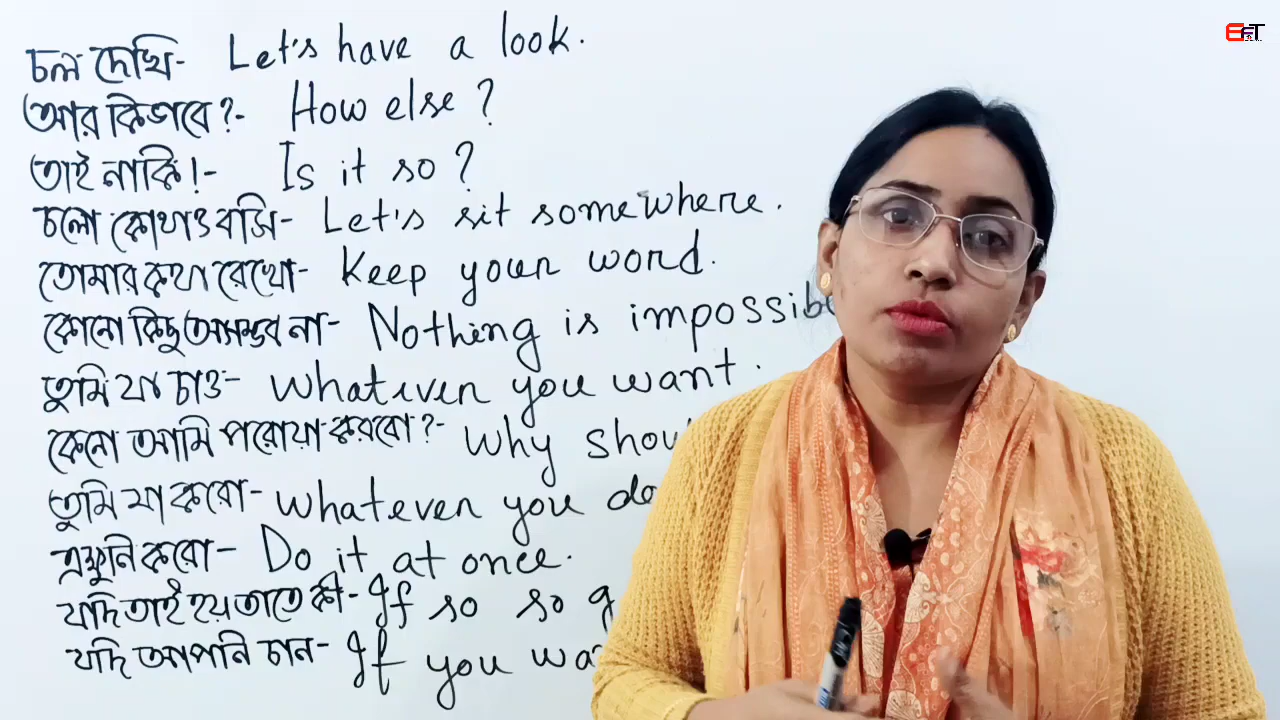 চল দেখি- Let's have a look.
আর কিভাবে?- How else?
তাই নাকি!- Is it so?
চলো কোথাও বসি- Let's sit somewhere.
তোমার কথা রেখো- Keep your word.
কোনো কিছু অসম্ভব না- Nothing is impossible
তুমি যা চাও- Whatever you want.
কেনো আমি পরোয়া করবো?- Why shou
তুমি যা করো- Whatever you do
এক্ষুনি করো- Do it at once.
যদি তাই হয় তাতে কী- If so so g
যদি আপনি চান- If you wa